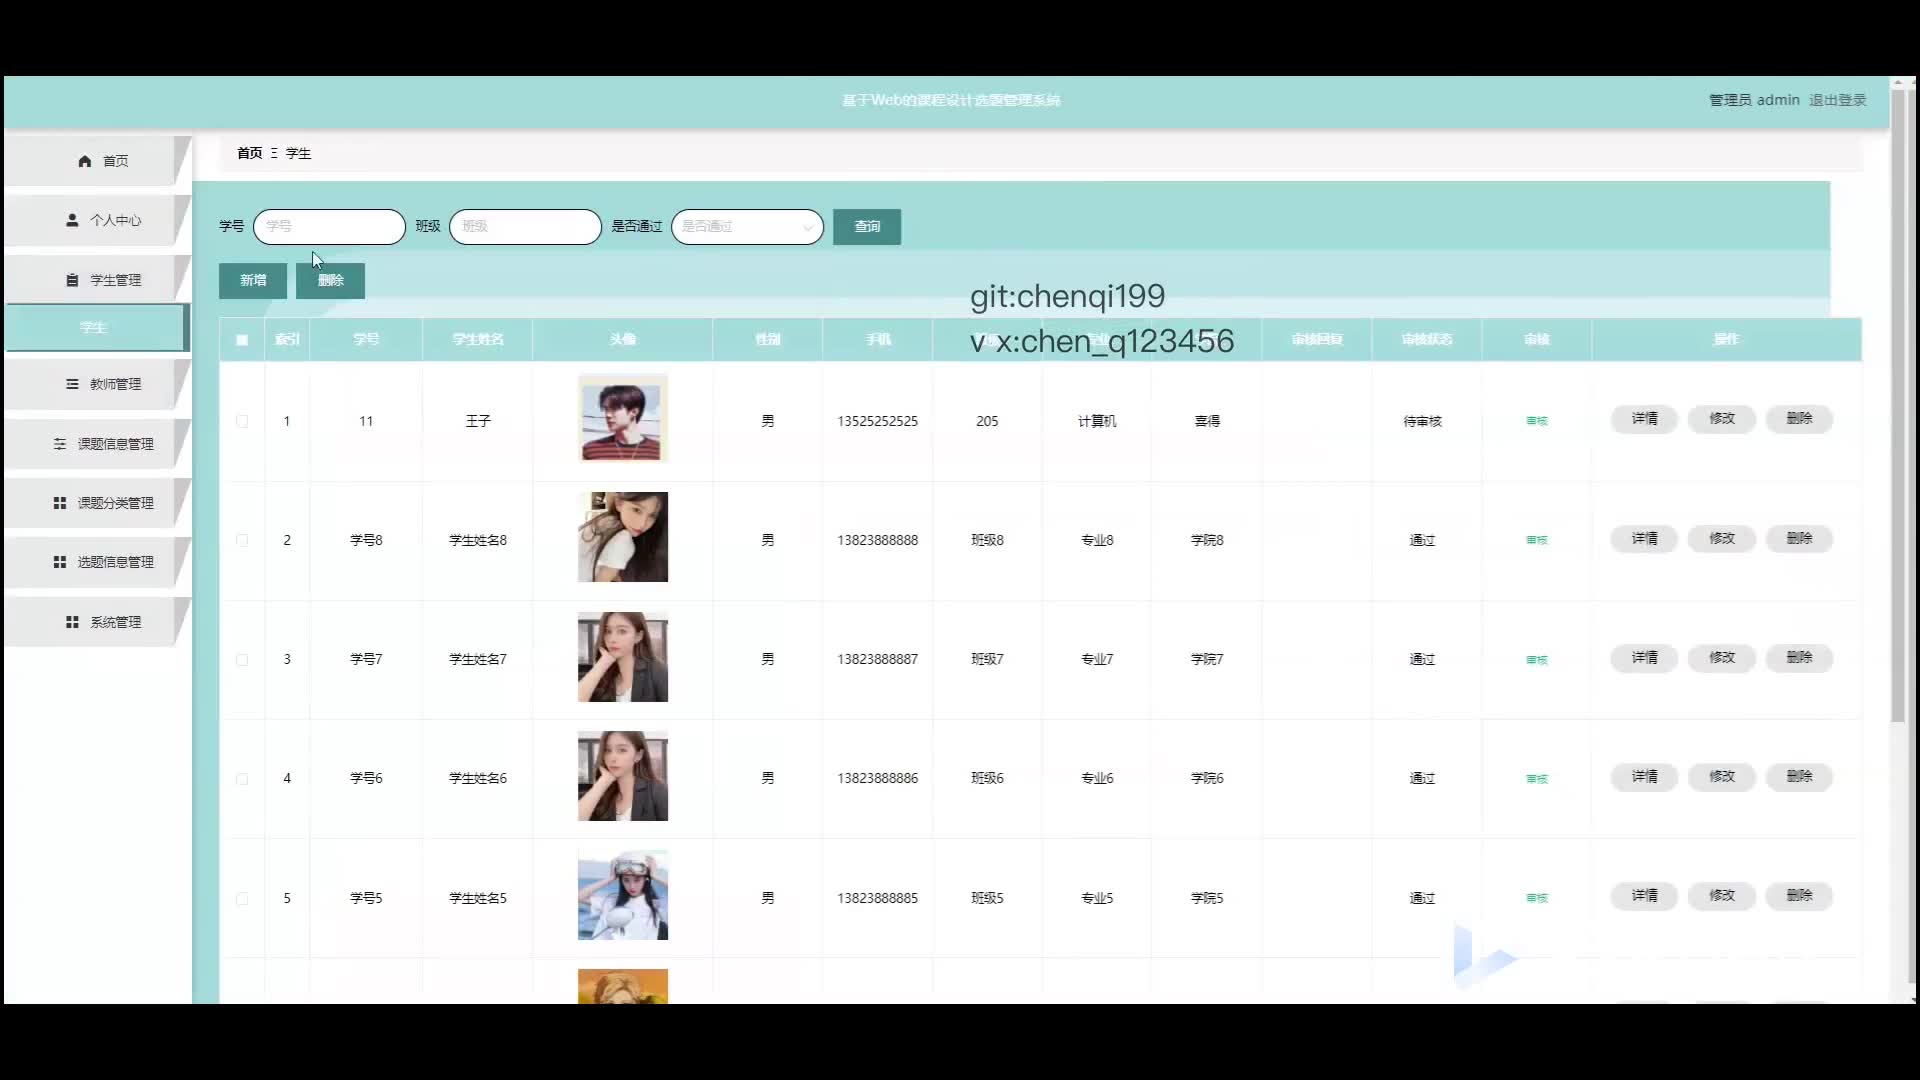 基于Web的课程设计选题管理系统
管理员 admin 退出登录
首页
个人中心
学生管理
学生
教师管理
课题信息管理
课题分类管理
选题信息管理
系统管理
首页 学生
学号 学号 班级 班级 是否通过 是否通过 查询
新增 删除
git:chenqi199
v x:chen_q123456
索引 学号 学生姓名 头像 性别 手机 审核回复 审核状态 审核 操作
1 11 王子 男 13525252525 205 计算机 喜得 待审核 审核 详情 修改 删除
2 学号8 学生姓名8 男 13823888888 班级8 专业8 学院8 通过 审核 详情 修改 删除
3 学号7 学生姓名7 男 13823888887 班级7 专业7 学院7 通过 审核 详情 修改 删除
4 学号6 学生姓名6 男 13823888886 班级6 专业6 学院6 通过 审核 详情 修改 删除
5 学号5 学生姓名5 男 13823888885 班级5 专业5 学院5 通过 审核 详情 修改 删除